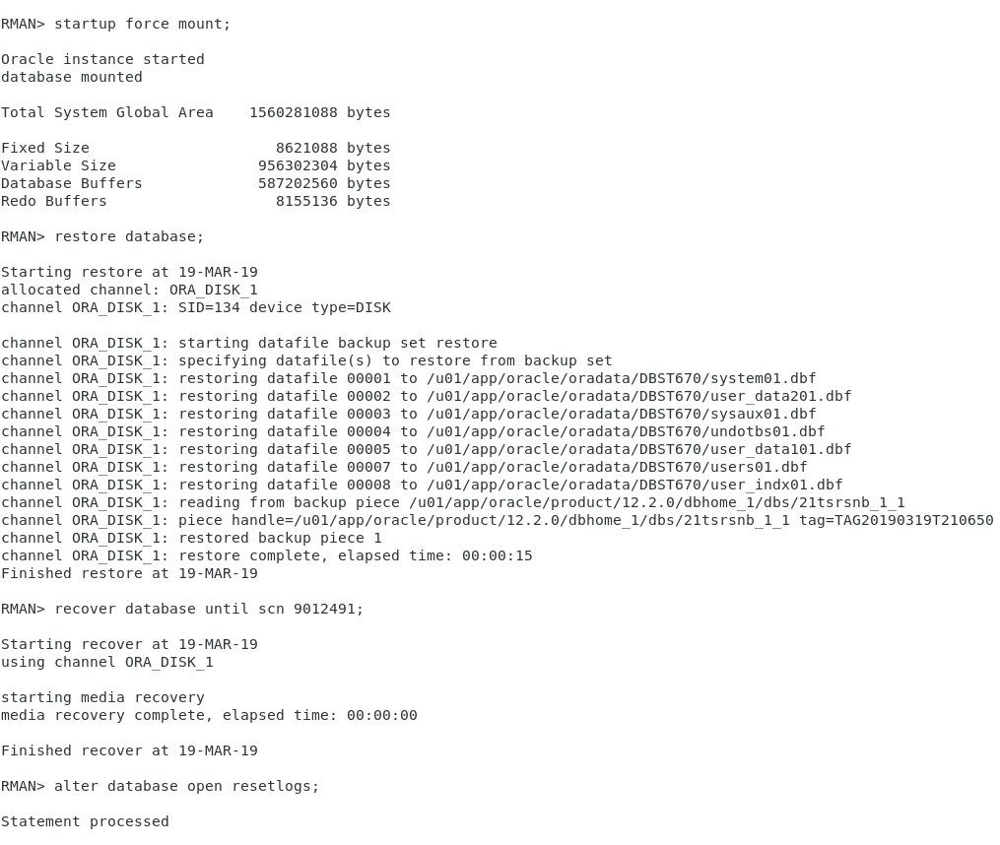 RMAN> startup force mount;
Oracle instance started
database mounted
Total System Global Area    1560281088 bytes
Fixed Size                     8621088 bytes
Variable Size                956302304 bytes
Database Buffers             587202560 bytes
Redo Buffers                   8155136 bytes
RMAN> restore database;
Starting restore at 19-MAR-19
allocated channel: ORA_DISK_1
channel ORA_DISK_1: SID=134 device type=DISK
channel ORA_DISK_1: starting datafile backup set restore
channel ORA_DISK_1: specifying datafile(s) to restore from backup set
channel ORA_DISK_1: restoring datafile 00001 to /u01/app/oracle/oradata/DBST670/system01.dbf
channel ORA_DISK_1: restoring datafile 00002 to /u01/app/oracle/oradata/DBST670/user_data201.dbf
channel ORA_DISK_1: restoring datafile 00003 to /u01/app/oracle/oradata/DBST670/sysaux01.dbf
channel ORA_DISK_1: restoring datafile 00004 to /u01/app/oracle/oradata/DBST670/undotbs01.dbf
channel ORA_DISK_1: restoring datafile 00005 to /u01/app/oracle/oradata/DBST670/user_data101.dbf
channel ORA_DISK_1: restoring datafile 00007 to /u01/app/oracle/oradata/DBST670/users01.dbf
channel ORA_DISK_1: restoring datafile 00008 to /u01/app/oracle/oradata/DBST670/user_indx01.dbf
channel ORA_DISK_1: reading from backup piece /u01/app/oracle/product/12.2.0/dbhome_1/dbs/21tsrsnb_1_1
channel ORA_DISK_1: piece handle=/u01/app/oracle/product/12.2.0/dbhome_1/dbs/21tsrsnb_1_1 tag=TAG20190319T210650
channel ORA_DISK_1: restored backup piece 1
channel ORA_DISK_1: restore complete, elapsed time: 00:00:15
Finished restore at 19-MAR-19
RMAN> recover database until scn 9012491;
Starting recover at 19-MAR-19
using channel ORA_DISK_1
starting media recovery
media recovery complete, elapsed time: 00:00:00
Finished recover at 19-MAR-19
RMAN> alter database open resetlogs;
Statement processed